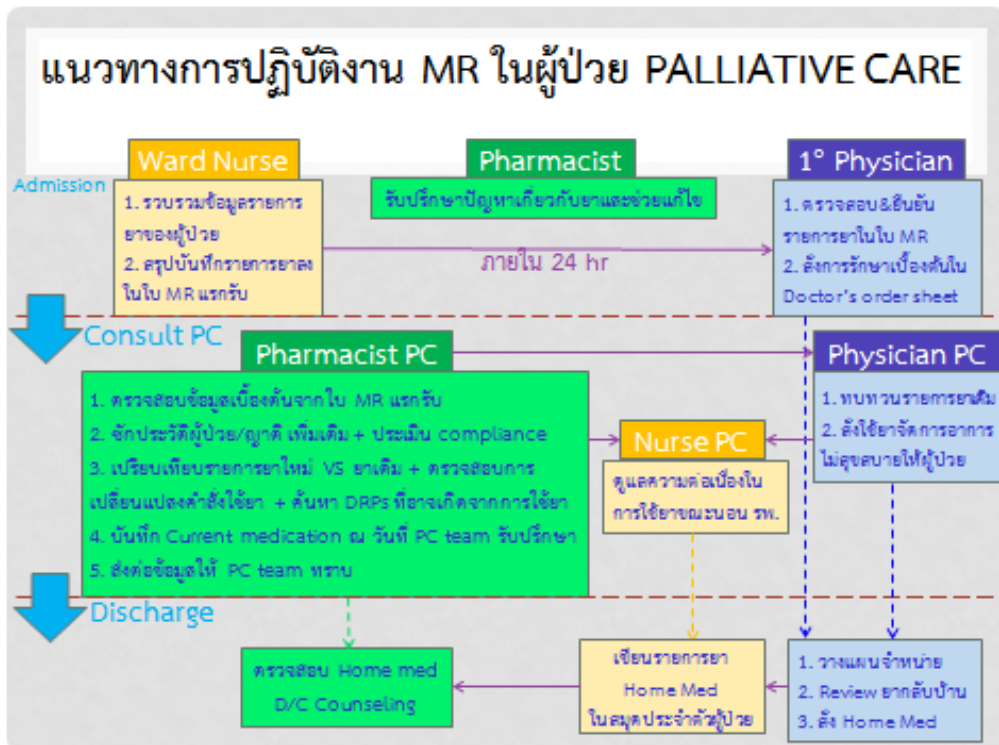 แนวทางการปฏิบัติงาน MR ในผู้ป่วย PALLIATIVE CARE
Ward Nurse
Pharmacist
1° Physician
Admission
1. รวบรวมข้อมูลรายการ
ยาของผู้ป่วย
2. สรุปบันทึกรายการยาลง
ในใบ MR แรกรับ
รับปรึกษาปัญหาเกี่ยวกับยาและช่วยแก้ไข
ภายใน 24 hr
1. ตรวจสอบ&ยืนยัน
รายการยาในใบ MR
2. สั่งการรักษาเบื้องต้นใน
Doctor's order sheet
Consult PC
Pharmacist PC
Physician PC
1. ตรวจสอบข้อมูลเบื้องต้นจากใบ MR แรกรับ
2. ซักประวัติผู้ป่วย/ญาติ เพิ่มเติม + ประเมิน compliance
3. เปรียบเทียบรายการยาใหม่ VS ยาเดิม + ตรวจสอบการ
เปลี่ยนแปลงคำสั่งใช้ยา + ค้นหา DRPs ที่อาจเกิดจากการใช้ยา
4. บันทึก Current medication ณ วันที่ PC team รับปรึกษา
5. ส่งต่อข้อมูลให้ PC team ทราบ
Nurse PC
ดูแลความต่อเนื่องใน
การใช้ยาขณะนอน รพ.
1. ทบทวนรายการยาเดิม
2. สั่งใช้ยาจัดการอาการ
ไม่สุขสบายให้ผู้ป่วย
Discharge
ตรวจสอบ Home med
D/C Counseling
เขียนรายการยา
Home Med
ในสมุดประจำตัวผู้ป่วย
1. วางแผนจำหน่าย
2. Review ยากลับบ้าน
3. สั่ง Home Med